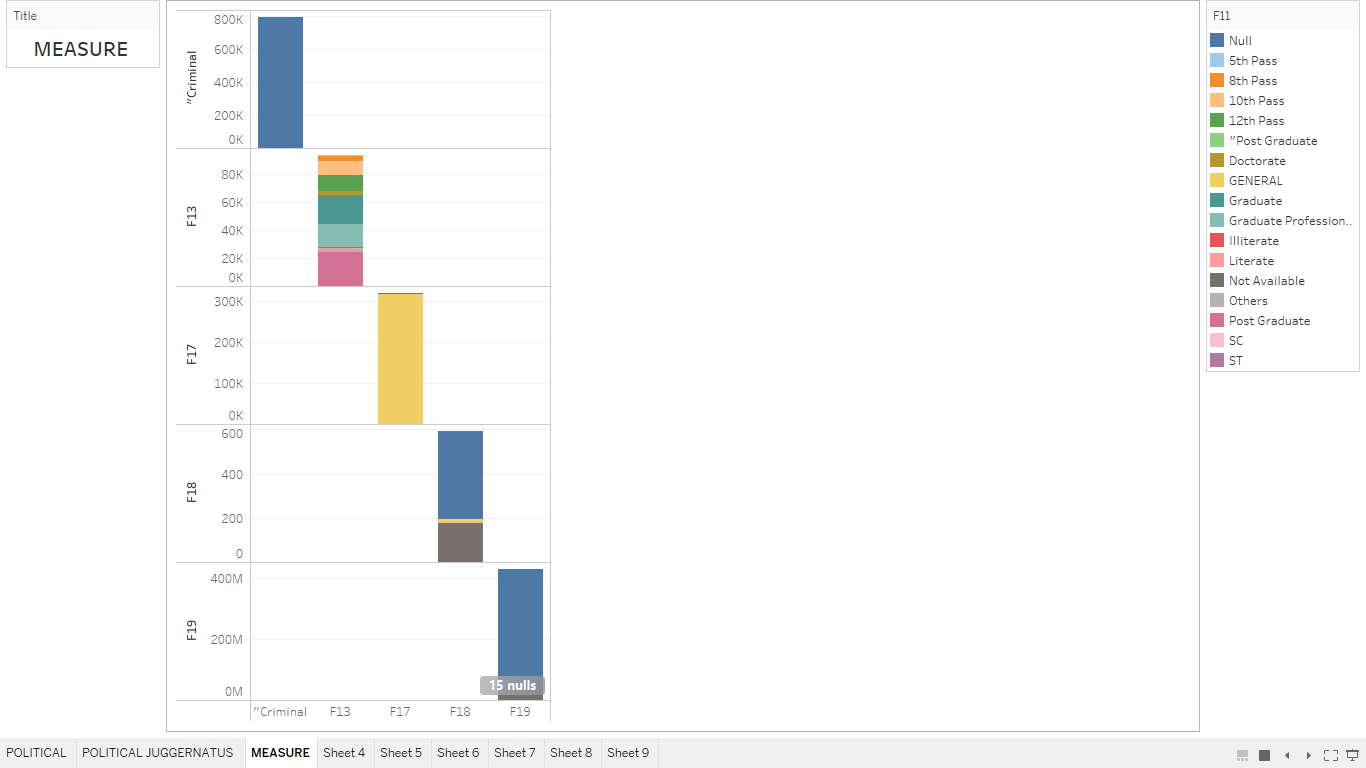 Title
MEASURE
800K
600K
400K
200K
0K
"Criminal
80K
60K
40K
20K
0K
F13
300K
200K
100K
0K
F17
600
400
200
0
F18
400M
200M
0M
F19
15 nulls
"Criminal F13 F17 F18 F19
F11
Null
5th Pass
8th Pass
10th Pass
12th Pass
"Post Graduate
Doctorate
GENERAL
Graduate
Graduate Profession..
Illiterate
Literate
Not Available
Others
Post Graduate
SC
ST
POLITICAL POLITICAL JUGGERNATUS MEASURE Sheet 4 Sheet 5 Sheet 6 Sheet 7 Sheet 8 Sheet 9